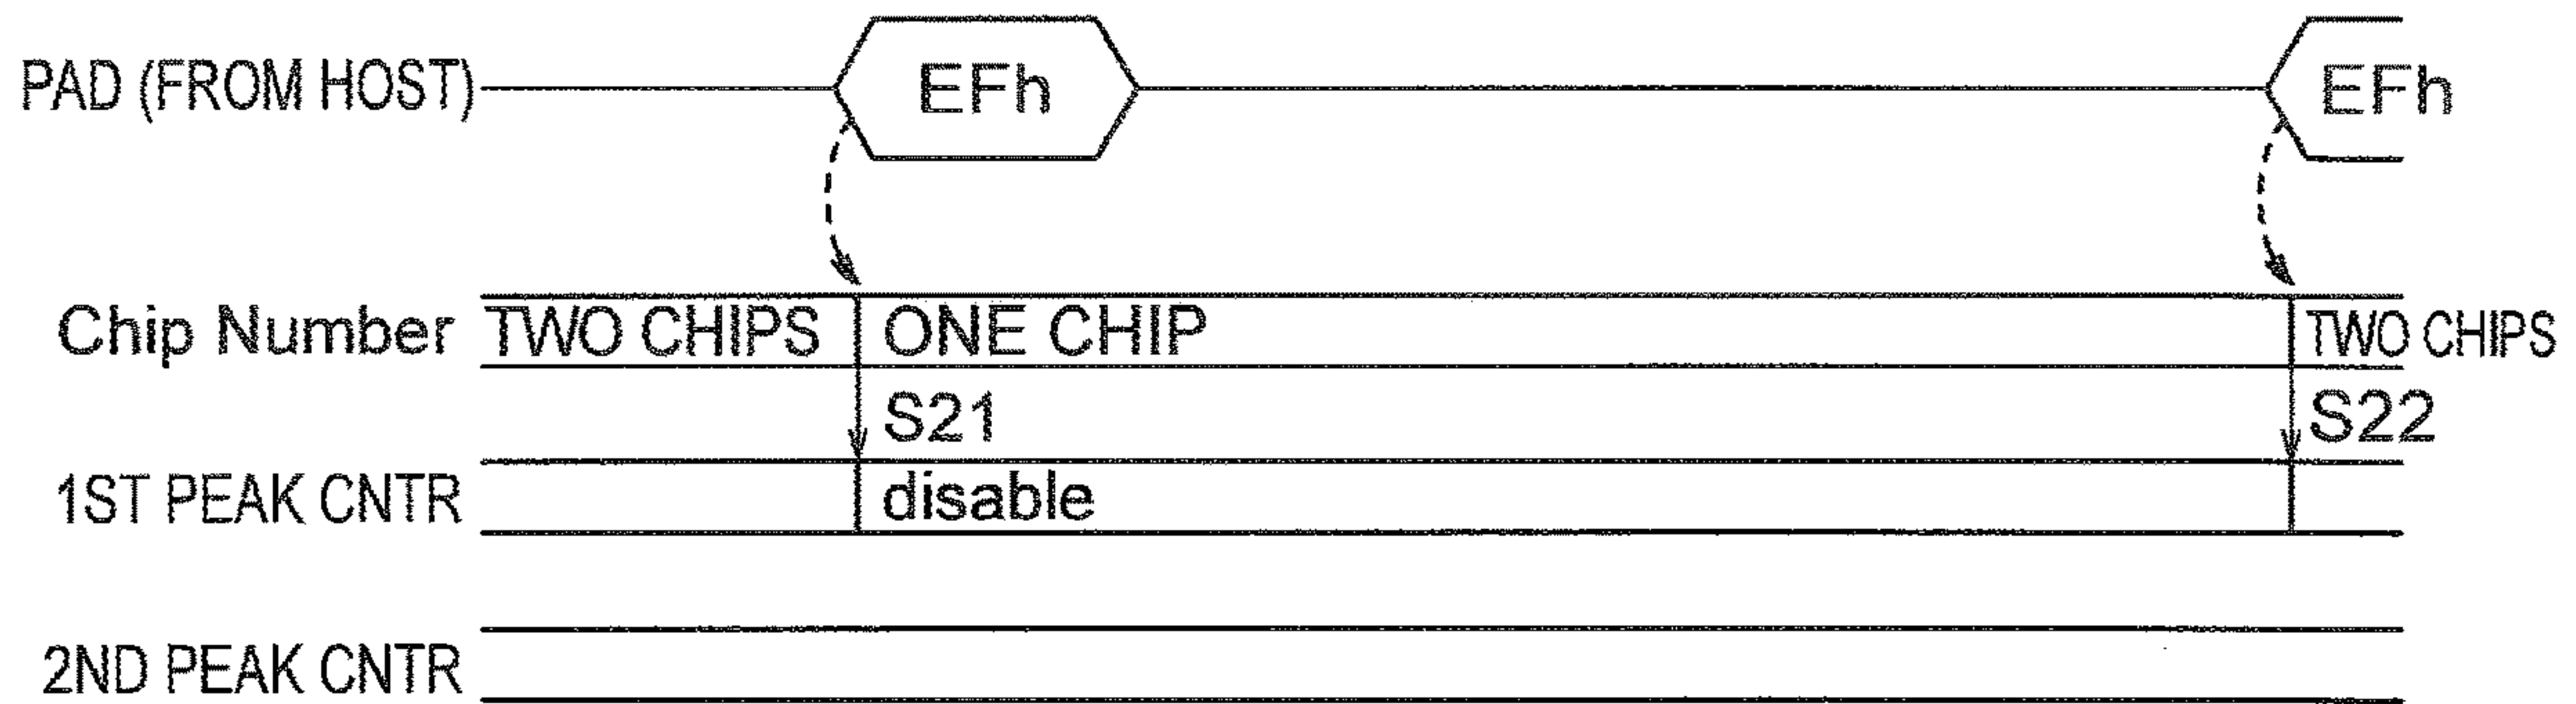 PAD (FROM HOST) EFh EFh
Chip Number TWO CHIPS ONE CHIP TWO CHIPS
S21 S22
1ST PEAK CNTR disable
2ND PEAK CNTR